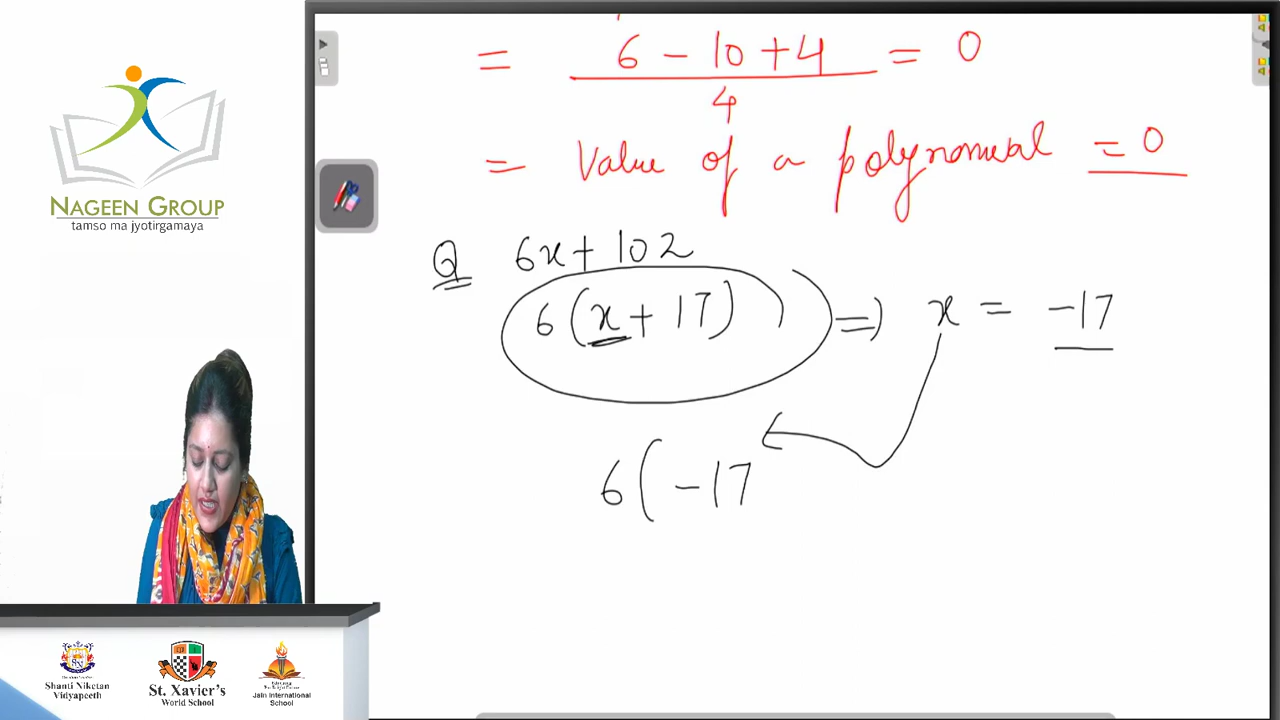 = 6 - 10 + 4 / 4 = 0
= Value of a polynomial = 0
Q 6x + 102
6(x + 17) ⇒ x = -17
6(-17
NAGEEN GROUP
tamso ma jyotirgamaya
Shanti Niketan
Vidyapeeth
St. Xavier's
World School
Jain International
School